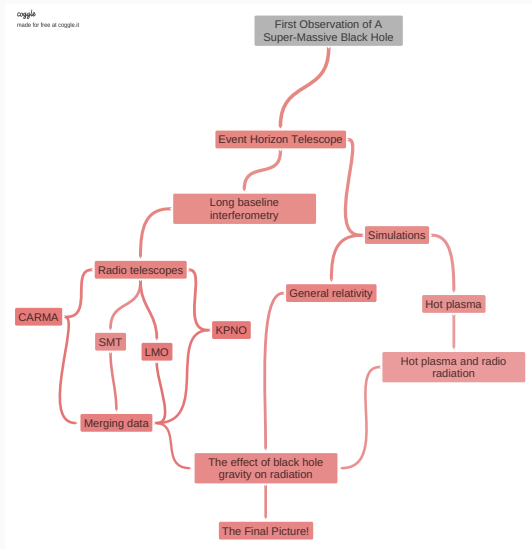 coggle
made for free at coggle.it
First Observation of A
Super-Massive Black Hole
Event Horizon Telescope
Long baseline
interferometry
Simulations
Radio telescopes
General relativity
Hot plasma
CARMA
KPNO
SMT
LMO
Hot plasma and radio
radiation
Merging data
The effect of black hole
gravity on radiation
The Final Picture!